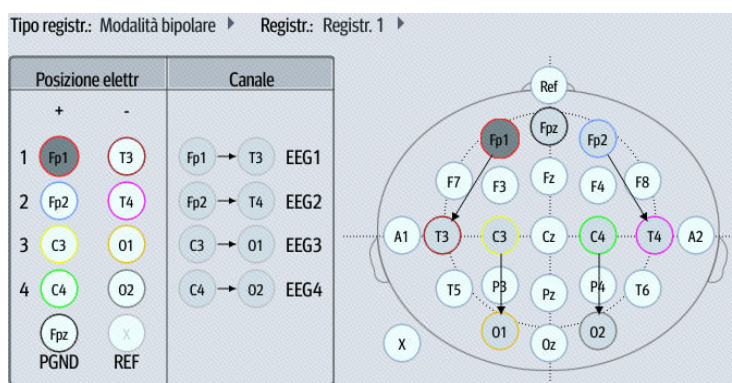 Tipo registr.: Modalità bipolare Registr.: Registr. 1
Posizione elettr Canale
+ -
1 Fp1 T3 Fp1 T3 EEG1
2 Fp2 T4 Fp2 T4 EEG2
3 C3 O1 C3 O1 EEG3
4 C4 O2 C4 O2 EEG4
Fpz X
PGND REF
Ref
Fp1 Fpz Fp2
F7 F3 Fz F4 F8
A1 T3 C3 Cz C4 T4 A2
T5 P3 Pz P4 T6
X O1 Oz O2